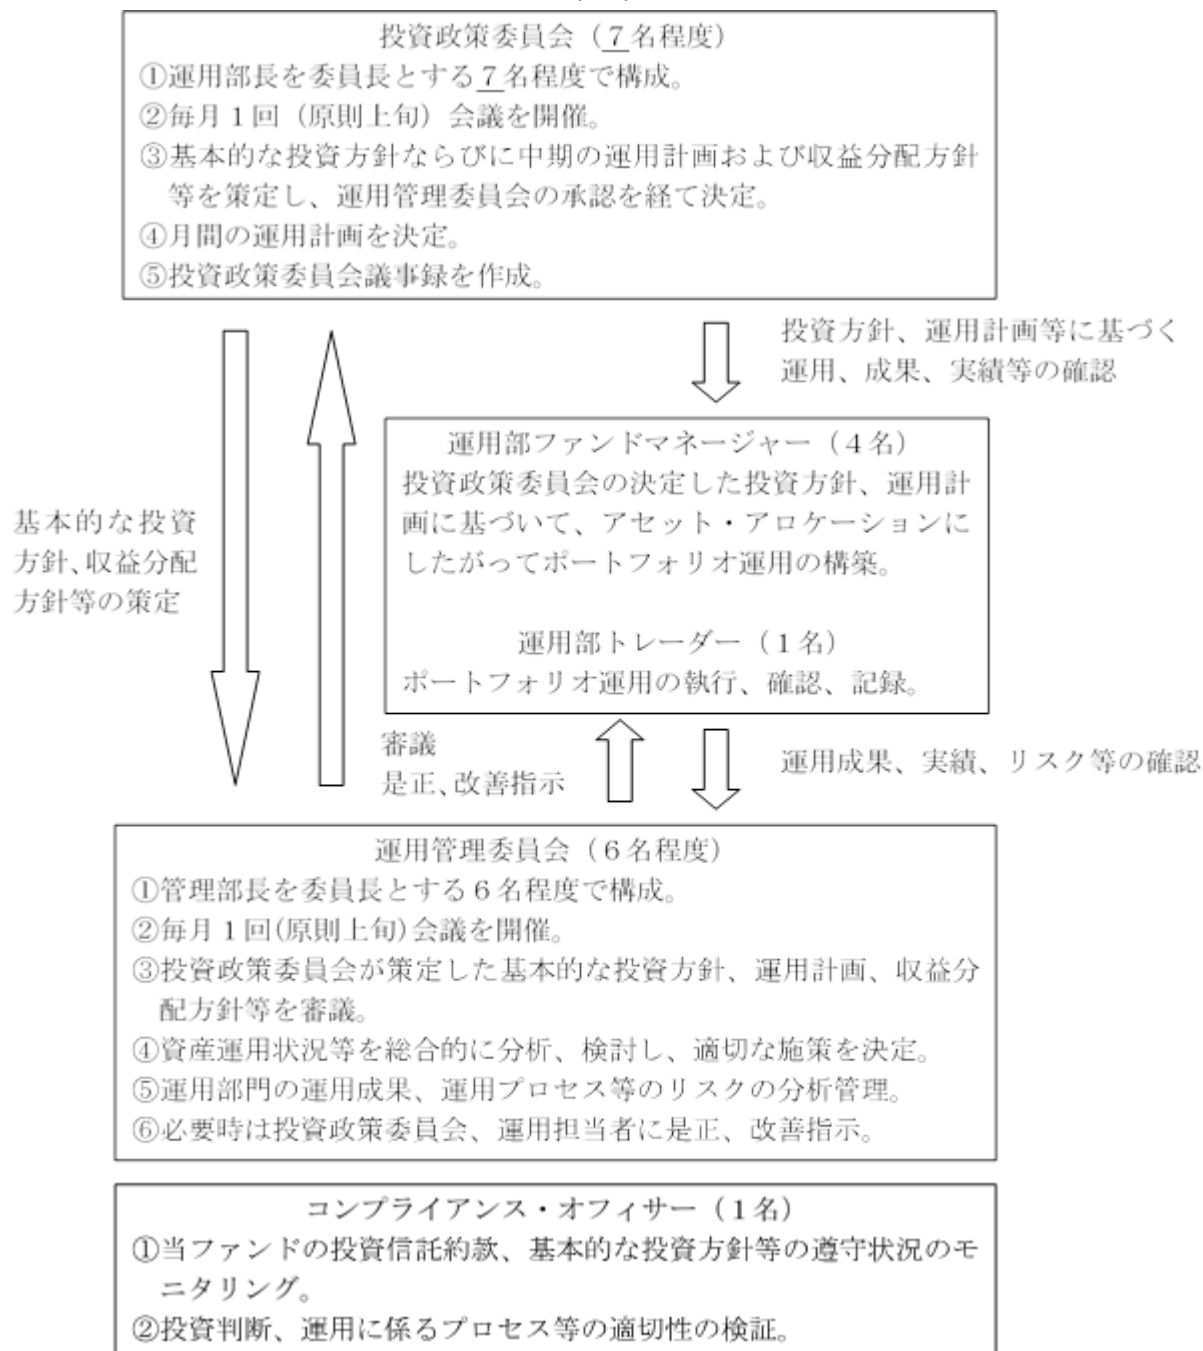 投資政策委員会（７名程度）
①運用部長を委員長とする７名程度で構成。
②毎月１回（原則上旬）会議を開催。
③基本的な投資方針ならびに中期の運用計画および収益分配方針
等を策定し、運用管理委員会の承認を経て決定。
④月間の運用計画を決定。
⑤投資政策委員会議事録を作成。
投資方針、運用計画等に基づく
運用、成果、実績等の確認
運用部ファンドマネージャー（４名）
投資政策委員会の決定した投資方針、運用計
画に基づいて、アセット・アロケーションに
したがってポートフォリオ運用の構築。
基本的な投資
方針、収益分配
方針等の策定
運用部トレーダー（１名）
ポートフォリオ運用の執行、確認、記録。
審議
是正、改善指示
運用成果、実績、リスク等の確認
運用管理委員会（６名程度）
①管理部長を委員長とする６名程度で構成。
②毎月１回(原則上旬)会議を開催。
③投資政策委員会が策定した基本的な投資方針、運用計画、収益分
配方針等を審議。
④資産運用状況等を総合的に分析、検討し、適切な施策を決定。
⑤運用部門の運用成果、運用プロセス等のリスクの分析管理。
⑥必要時は投資政策委員会、運用担当者に是正、改善指示。
コンプライアンス・オフィサー（１名）
①当ファンドの投資信託約款、基本的な投資方針等の遵守状況のモ
ニタリング。
②投資判断、運用に係るプロセス等の適切性の検証。